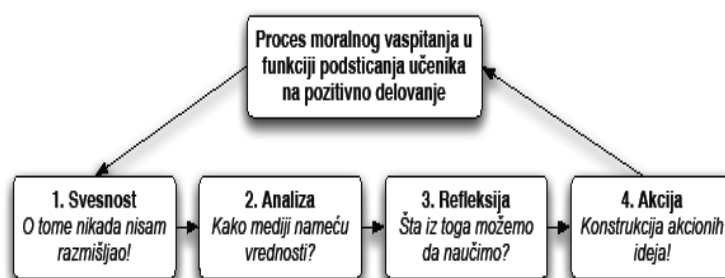 Proces moralnog vaspitanja u
funkciji podsticanja učenika
na pozitivno delovanje
1. Svesnost
O tome nikada nisam
razmišljao!
2. Analiza
Kako mediji nameću
vrednosti?
3. Refleksija
Šta iz toga možemo
da naučimo?
4. Akcija
Konstrukcija akcionih
ideja!